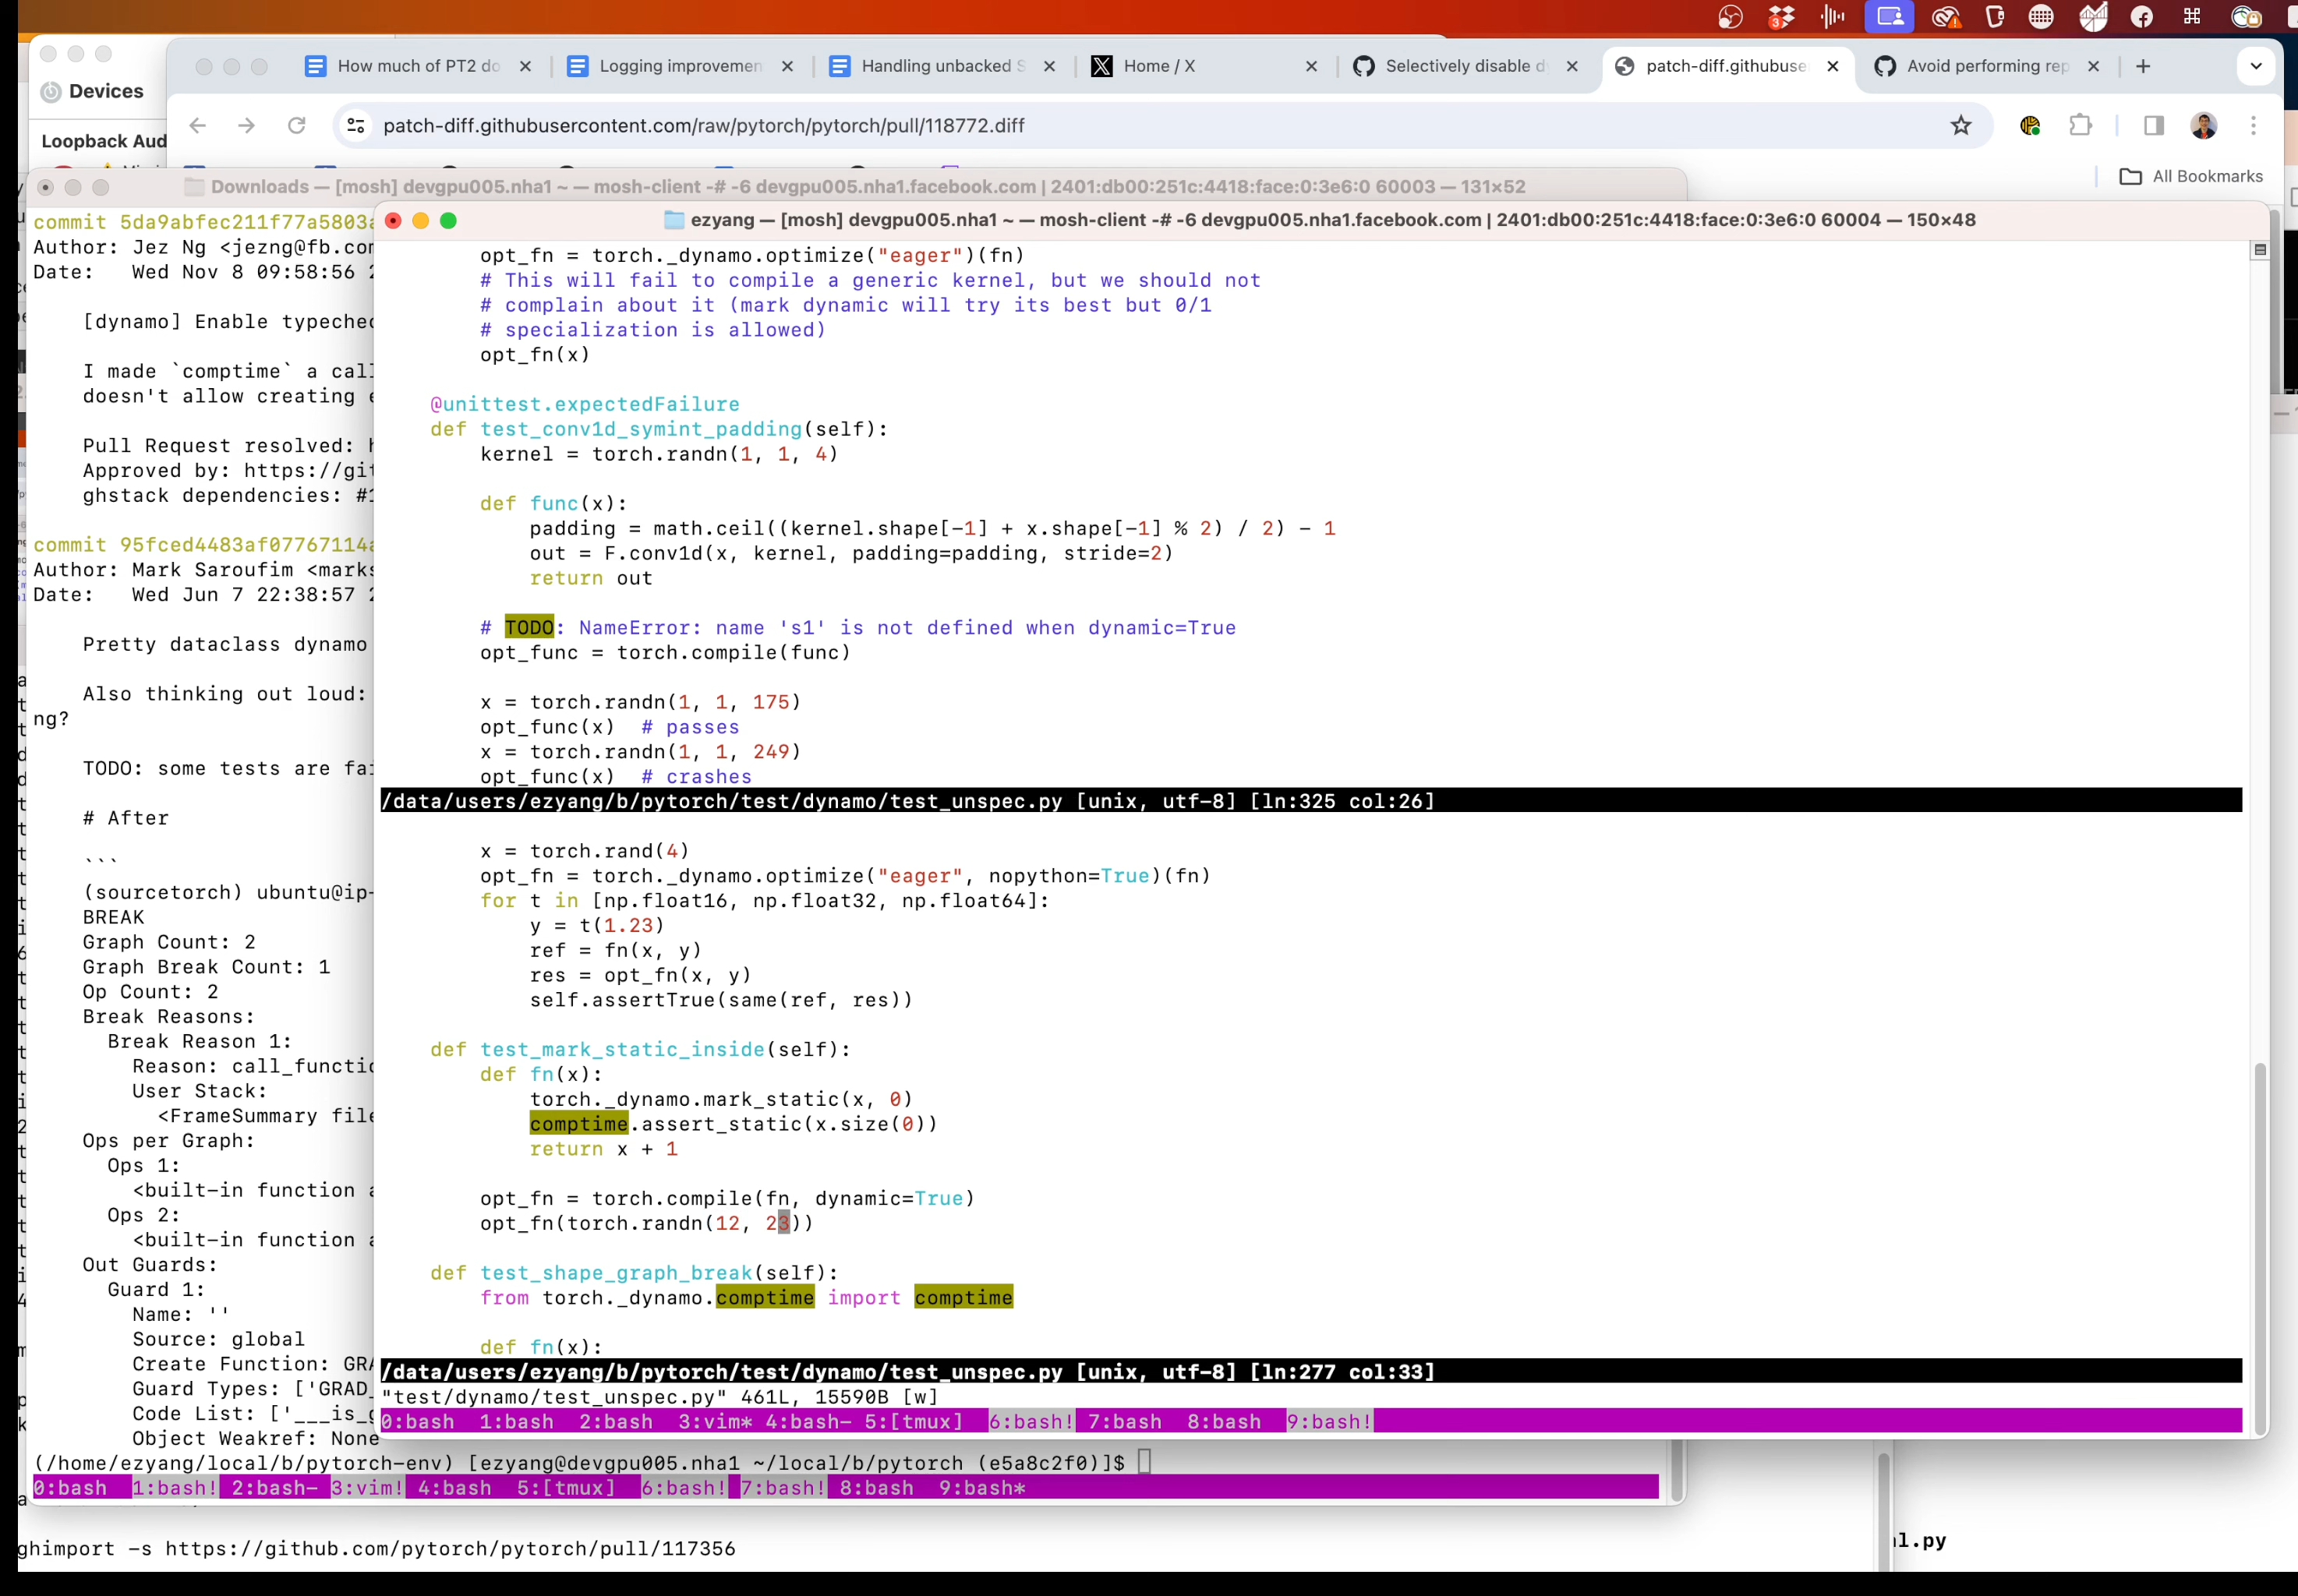 Devices
How much of PT2 do
Logging improvemen
Handling unbacked S
Home / X
Selectively disable d
patch-diff.githubuse
Avoid performing rep
patch-diff.githubusercontent.com/raw/pytorch/pytorch/pull/118772.diff
Loopback Aud
All Bookmarks
Downloads — [mosh] devgpu005.nha1 ~ — mosh-client -# -6 devgpu005.nha1.facebook.com | 2401:db00:251c:4418:face:0:3e6:0 60003 — 131×52
commit 5da9abfec211f77a5803a
Author: Jez Ng <jezng@fb.com
Date:   Wed Nov 8 09:58:56 2
[dynamo] Enable typechec
I made `comptime` a call
doesn't allow creating e
Pull Request resolved: h
Approved by: https://git
ghstack dependencies: #1
commit 95fced4483af07767114a
Author: Mark Saroufim <marks
Date:   Wed Jun 7 22:38:57 2
Pretty dataclass dynamo
Also thinking out loud:
ng?
TODO: some tests are fai
# After
```
(sourcetorch) ubuntu@ip-
BREAK
Graph Count: 2
Graph Break Count: 1
Op Count: 2
Break Reasons:
Break Reason 1:
Reason: call_functio
User Stack:
<FrameSummary file
Ops per Graph:
Ops 1:
<built-in function a
Ops 2:
<built-in function a
Out Guards:
Guard 1:
Name: ''
Source: global
Create Function: GRA
Guard Types: ['GRAD_
Code List: ['___is_g
Object Weakref: None
(/home/ezyang/local/b/pytorch-env) [ezyang@devgpu005.nha1 ~/local/b/pytorch (e5a8c2f0)]$
0:bash  1:bash! 2:bash- 3:vim! 4:bash  5:[tmux]  6:bash! 7:bash! 8:bash  9:bash*
ghimport -s https://github.com/pytorch/pytorch/pull/117356
l.py
ezyang — [mosh] devgpu005.nha1 ~ — mosh-client -# -6 devgpu005.nha1.facebook.com | 2401:db00:251c:4418:face:0:3e6:0 60004 — 150×48
opt_fn = torch._dynamo.optimize("eager")(fn)
# This will fail to compile a generic kernel, but we should not
# complain about it (mark dynamic will try its best but 0/1
# specialization is allowed)
opt_fn(x)
@unittest.expectedFailure
def test_conv1d_symint_padding(self):
kernel = torch.randn(1, 1, 4)
def func(x):
padding = math.ceil((kernel.shape[-1] + x.shape[-1] % 2) / 2) - 1
out = F.conv1d(x, kernel, padding=padding, stride=2)
return out
# TODO: NameError: name 's1' is not defined when dynamic=True
opt_func = torch.compile(func)
x = torch.randn(1, 1, 175)
opt_func(x)  # passes
x = torch.randn(1, 1, 249)
opt_func(x)  # crashes
/data/users/ezyang/b/pytorch/test/dynamo/test_unspec.py [unix, utf-8] [ln:325 col:26]
x = torch.rand(4)
opt_fn = torch._dynamo.optimize("eager", nopython=True)(fn)
for t in [np.float16, np.float32, np.float64]:
y = t(1.23)
ref = fn(x, y)
res = opt_fn(x, y)
self.assertTrue(same(ref, res))
def test_mark_static_inside(self):
def fn(x):
torch._dynamo.mark_static(x, 0)
comptime.assert_static(x.size(0))
return x + 1
opt_fn = torch.compile(fn, dynamic=True)
opt_fn(torch.randn(12, 23))
def test_shape_graph_break(self):
from torch._dynamo.comptime import comptime
def fn(x):
/data/users/ezyang/b/pytorch/test/dynamo/test_unspec.py [unix, utf-8] [ln:277 col:33]
"test/dynamo/test_unspec.py" 461L, 15590B [w]
0:bash  1:bash  2:bash  3:vim* 4:bash- 5:[tmux]  6:bash! 7:bash  8:bash  9:bash!